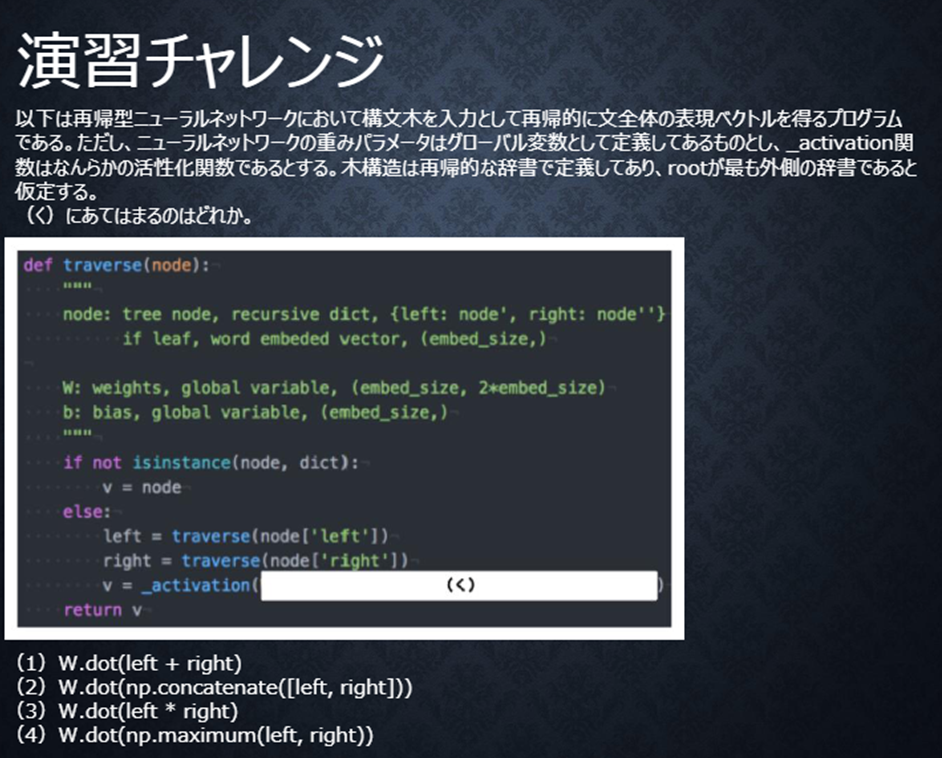 演習チャレンジ
以下は再帰型ニューラルネットワークにおいて構文木を入力として再帰的に文全体の表現ベクトルを得るプログラム
である。ただし、ニューラルネットワークの重みパラメータはグローバル変数として定義してあるものとし、_activation関
数はなんらかの活性化関数であるとする。木構造は再帰的な辞書で定義してあり、rootが最も外側の辞書であると
仮定する。
（く）にあてはまるのはどれか。
def traverse(node):
"""
node: tree node, recursive dict, {left: node', right: node''}
if leaf, word embeded vector, (embed_size,)
W: weights, global variable, (embed_size, 2*embed_size)
b: bias, global variable, (embed_size,)
"""
if not isinstance(node, dict):
v = node
else:
left = traverse(node['left'])
right = traverse(node['right'])
v = _activation( (く) )
return v
（1）W.dot(left + right)
（2）W.dot(np.concatenate([left, right]))
（3）W.dot(left * right)
（4）W.dot(np.maximum(left, right))